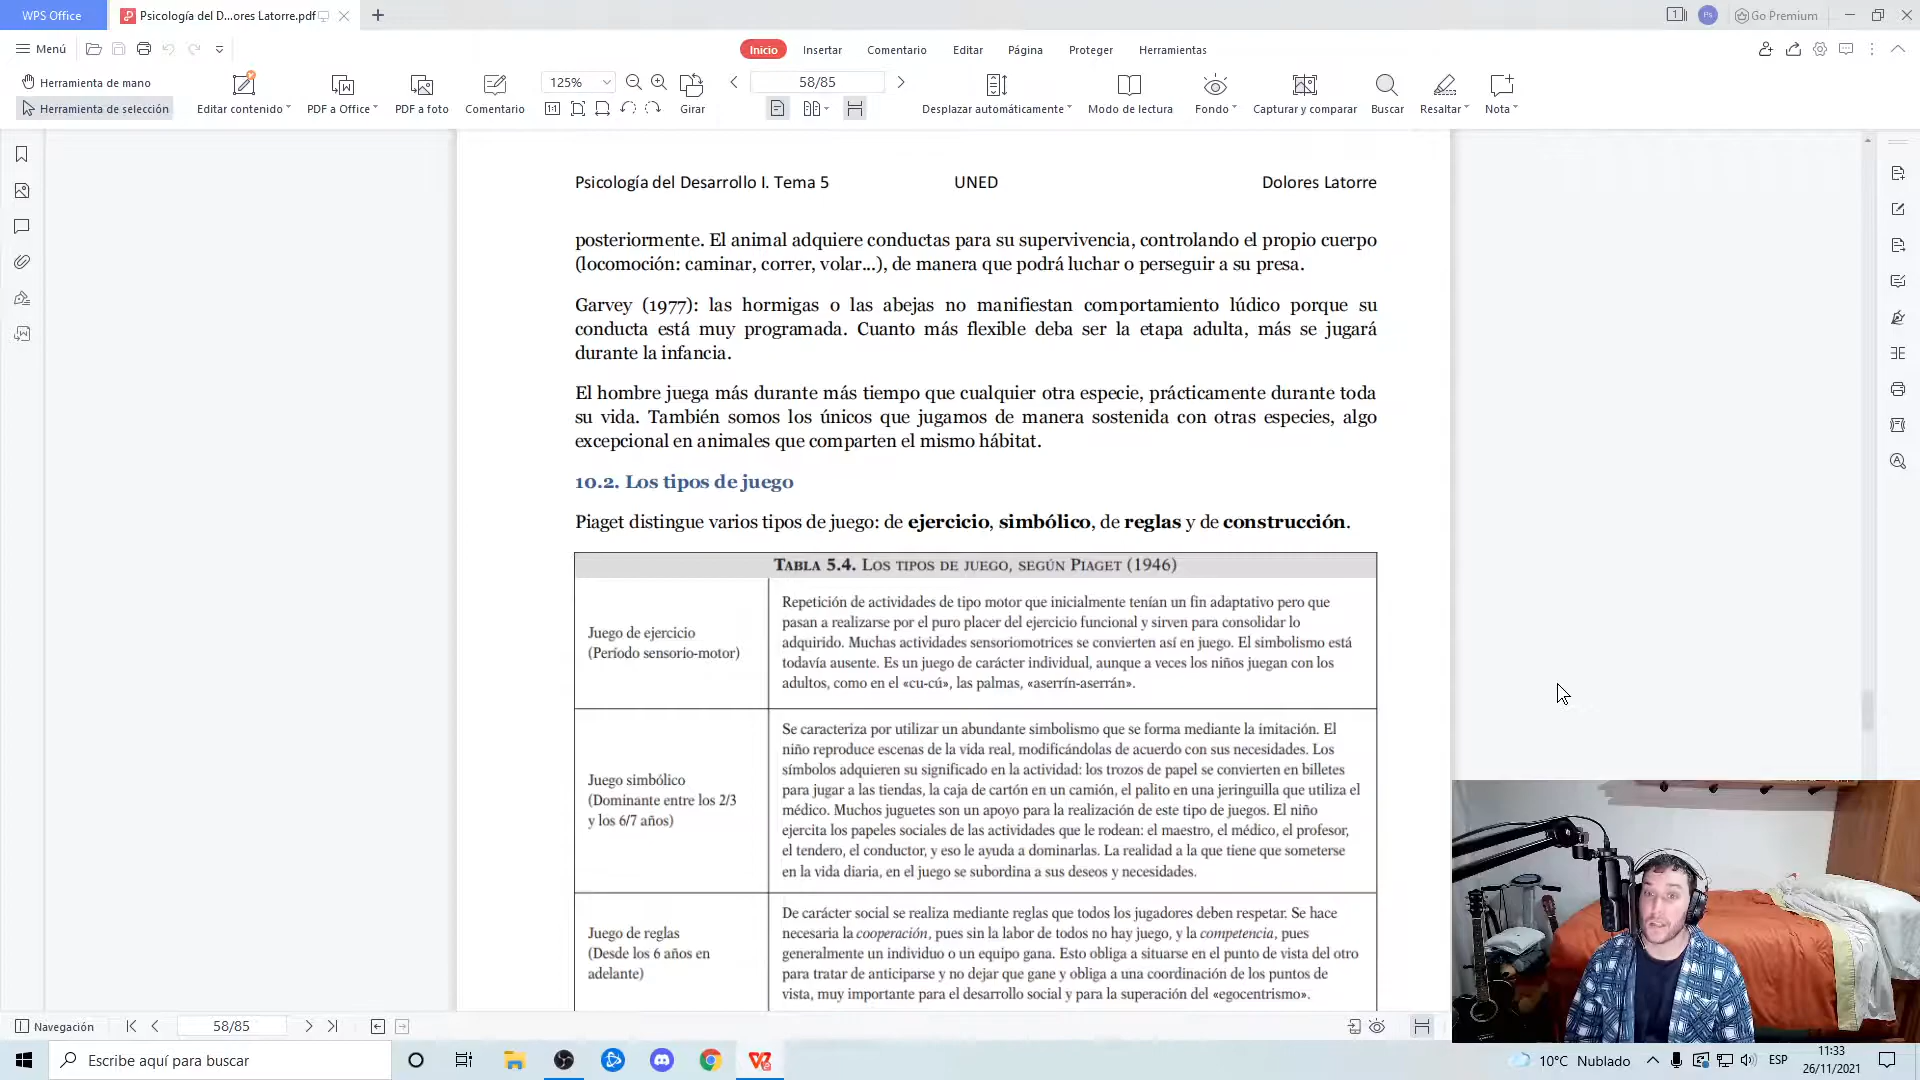 WPS Office
Psicología del D...ores Latorre.pdf
1
Ps
Go Premium
Menú
Inicio
Insertar
Comentario
Editar
Página
Proteger
Herramientas
Herramienta de mano
Herramienta de selección
Editar contenido
PDF a Office
PDF a foto
Comentario
125%
Girar
58/85
Desplazar automáticamente
Modo de lectura
Fondo
Capturar y comparar
Buscar
Resaltar
Nota
Psicología del Desarrollo I. Tema 5 UNED Dolores Latorre
posteriormente. El animal adquiere conductas para su supervivencia, controlando el propio cuerpo
(locomoción: caminar, correr, volar...), de manera que podrá luchar o perseguir a su presa.
Garvey (1977): las hormigas o las abejas no manifiestan comportamiento lúdico porque su
conducta está muy programada. Cuanto más flexible deba ser la etapa adulta, más se jugará
durante la infancia.
El hombre juega más durante más tiempo que cualquier otra especie, prácticamente durante toda
su vida. También somos los únicos que jugamos de manera sostenida con otras especies, algo
excepcional en animales que comparten el mismo hábitat.
10.2. Los tipos de juego
Piaget distingue varios tipos de juego: de ejercicio, simbólico, de reglas y de construcción.
TABLA 5.4. LOS TIPOS DE JUEGO, SEGÚN PIAGET (1946)
Juego de ejercicio
(Período sensorio-motor)
Repetición de actividades de tipo motor que inicialmente tenían un fin adaptativo pero que
pasan a realizarse por el puro placer del ejercicio funcional y sirven para consolidar lo
adquirido. Muchas actividades sensoriomotrices se convierten así en juego. El simbolismo está
todavía ausente. Es un juego de carácter individual, aunque a veces los niños juegan con los
adultos, como en el «cu-cú», las palmas, «aserrín-aserrán».
Juego simbólico
(Dominante entre los 2/3
y los 6/7 años)
Se caracteriza por utilizar un abundante simbolismo que se forma mediante la imitación. El
niño reproduce escenas de la vida real, modificándolas de acuerdo con sus necesidades. Los
símbolos adquieren su significado en la actividad: los trozos de papel se convierten en billetes
para jugar a las tiendas, la caja de cartón en un camión, el palito en una jeringuilla que utiliza el
médico. Muchos juguetes son un apoyo para la realización de este tipo de juegos. El niño
ejercita los papeles sociales de las actividades que le rodean: el maestro, el médico, el profesor,
el tendero, el conductor, y eso le ayuda a dominarlas. La realidad a la que tiene que someterse
en la vida diaria, en el juego se subordina a sus deseos y necesidades.
Juego de reglas
(Desde los 6 años en
adelante)
De carácter social se realiza mediante reglas que todos los jugadores deben respetar. Se hace
necesaria la cooperación, pues sin la labor de todos no hay juego, y la competencia, pues
generalmente un individuo o un equipo gana. Esto obliga a situarse en el punto de vista del otro
para tratar de anticiparse y no dejar que gane y obliga a una coordinación de los puntos de
vista, muy importante para el desarrollo social y para la superación del «egocentrismo».
Navegación
58/85
Escribe aquí para buscar
10°C Nublado
ESP
11:33
26/11/2021